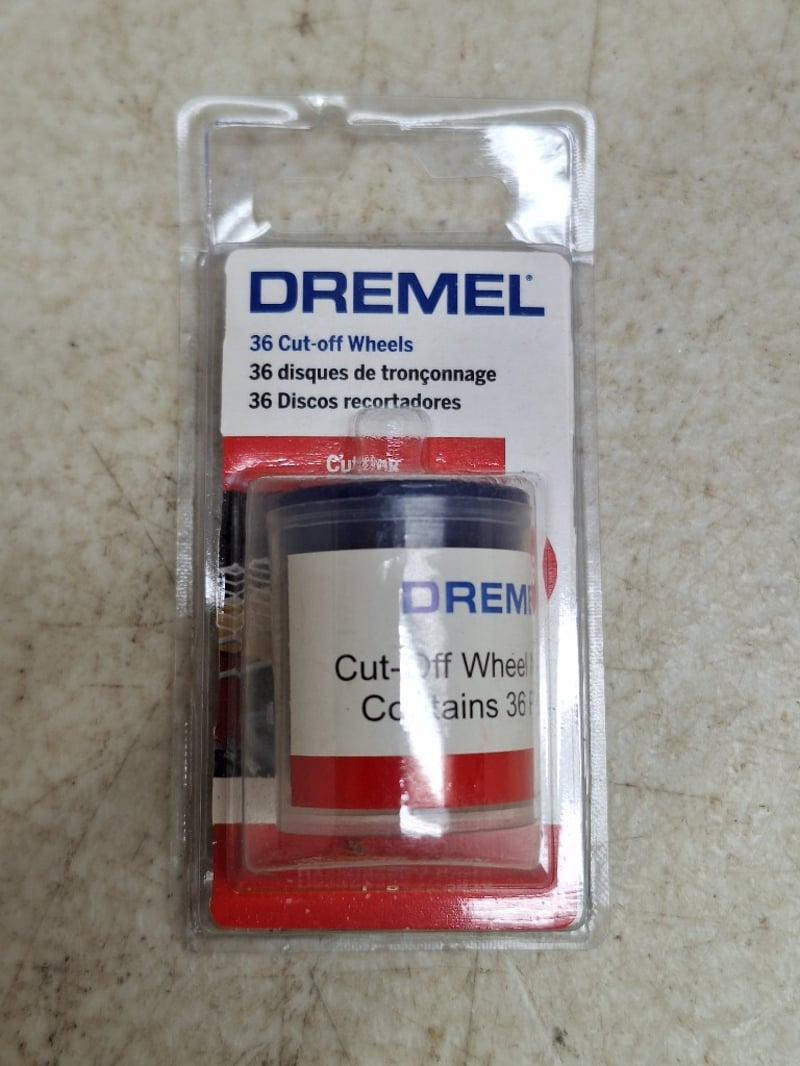 DREMEL®
36 Cut-off Wheels
36 disques de tronçonnage
36 Discos recortadores
DREM
Cut-Off Wheel
Contains 36